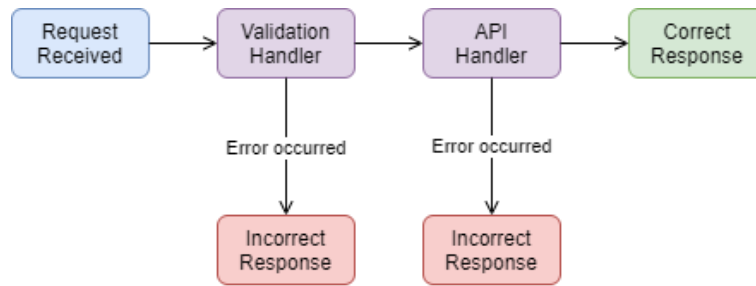 Request
Received
Validation
Handler
API
Handler
Correct
Response
Error occurred
Error occurred
Incorrect
Response
Incorrect
Response